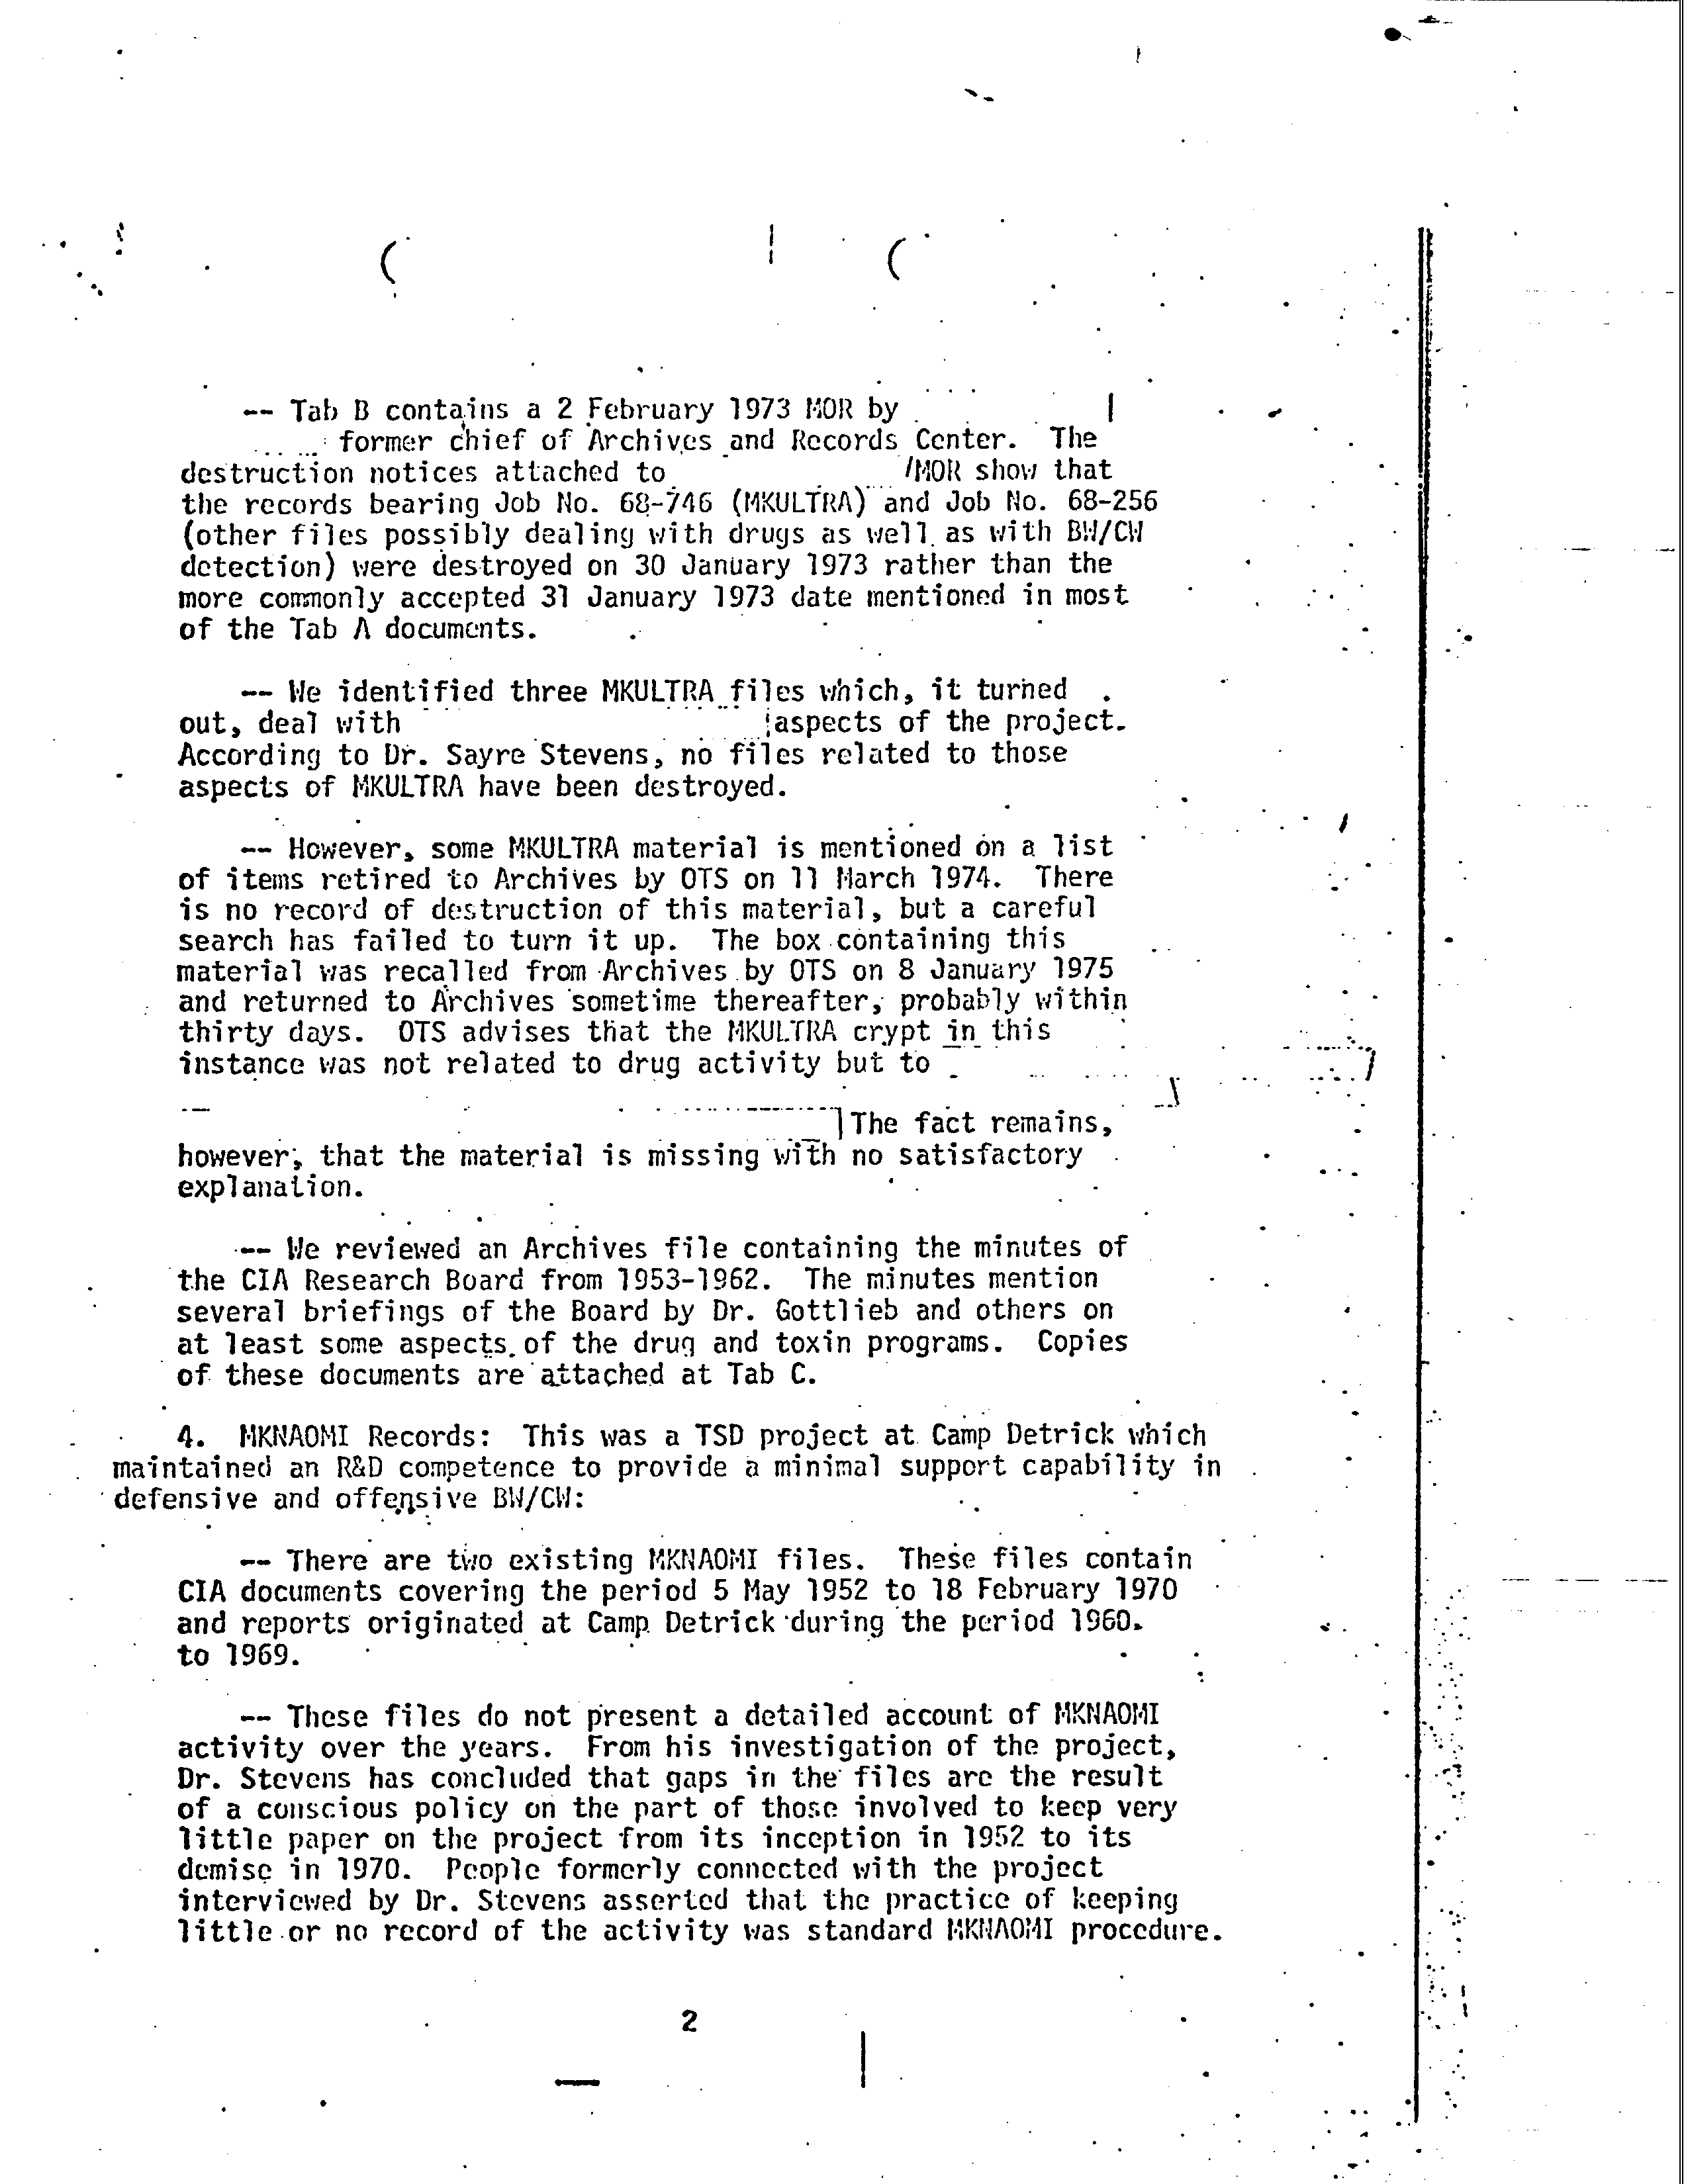 -- Tab B contains a 2 February 1973 MOR by
former chief of Archives and Records Center. The
destruction notices attached to /MOR show that
the records bearing Job No. 68-746 (MKULTRA) and Job No. 68-256
(other files possibly dealing with drugs as well as with BW/CW
detection) were destroyed on 30 January 1973 rather than the
more commonly accepted 31 January 1973 date mentioned in most
of the Tab A documents.
-- We identified three MKULTRA files which, it turned
out, deal with aspects of the project.
According to Dr. Sayre Stevens, no files related to those
aspects of MKULTRA have been destroyed.
-- However, some MKULTRA material is mentioned on a list
of items retired to Archives by OTS on 11 March 1974. There
is no record of destruction of this material, but a careful
search has failed to turn it up. The box containing this
material was recalled from Archives by OTS on 8 January 1975
and returned to Archives sometime thereafter, probably within
thirty days. OTS advises that the MKULTRA crypt in this
instance was not related to drug activity but to
The fact remains,
however, that the material is missing with no satisfactory
explanation.
-- We reviewed an Archives file containing the minutes of
the CIA Research Board from 1953-1962. The minutes mention
several briefings of the Board by Dr. Gottlieb and others on
at least some aspects of the drug and toxin programs. Copies
of these documents are attached at Tab C.
4. MKNAOMI Records: This was a TSD project at Camp Detrick which
maintained an R&D competence to provide a minimal support capability in
defensive and offensive BW/CW:
-- There are two existing MKNAOMI files. These files contain
CIA documents covering the period 5 May 1952 to 18 February 1970
and reports originated at Camp Detrick during the period 1960
to 1969.
-- These files do not present a detailed account of MKNAOMI
activity over the years. From his investigation of the project,
Dr. Stevens has concluded that gaps in the files are the result
of a conscious policy on the part of those involved to keep very
little paper on the project from its inception in 1952 to its
demise in 1970. People formerly connected with the project
interviewed by Dr. Stevens asserted that the practice of keeping
little or no record of the activity was standard MKNAOMI procedure.
2